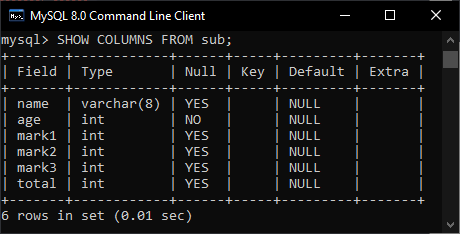 MySQL 8.0 Command Line Client
mysql> SHOW COLUMNS FROM sub;
+-------+------------+------+-----+---------+-------+
| Field | Type       | Null | Key | Default | Extra |
+-------+------------+------+-----+---------+-------+
| name  | varchar(8) | YES  |     | NULL    |       |
| age   | int        | NO   |     | NULL    |       |
| mark1 | int        | YES  |     | NULL    |       |
| mark2 | int        | YES  |     | NULL    |       |
| mark3 | int        | YES  |     | NULL    |       |
| total | int        | YES  |     | NULL    |       |
+-------+------------+------+-----+---------+-------+
6 rows in set (0.01 sec)